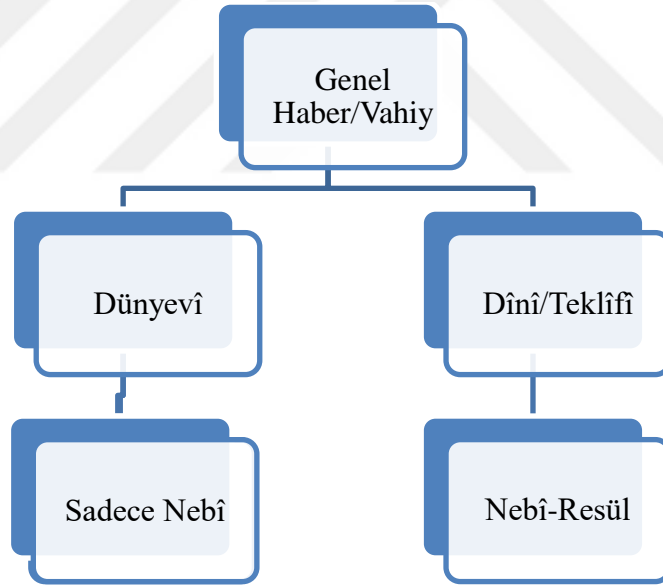 Genel
Haber/Vahiy
Dünyevî
Dînî/Teklîfî
Sadece Nebî
Nebî-Resül